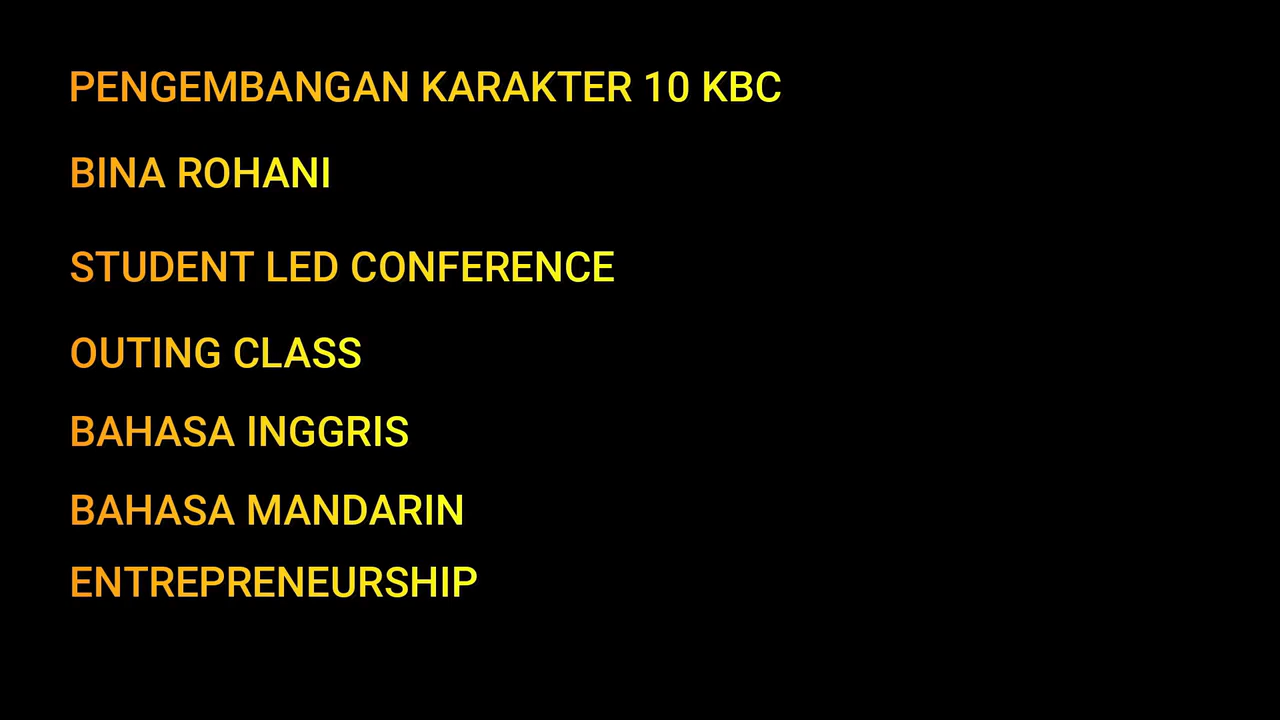 PENGEMBANGAN KARAKTER 10 KBC
BINA ROHANI
STUDENT LED CONFERENCE
OUTING CLASS
BAHASA INGGRIS
BAHASA MANDARIN
ENTREPRENEURSHIP